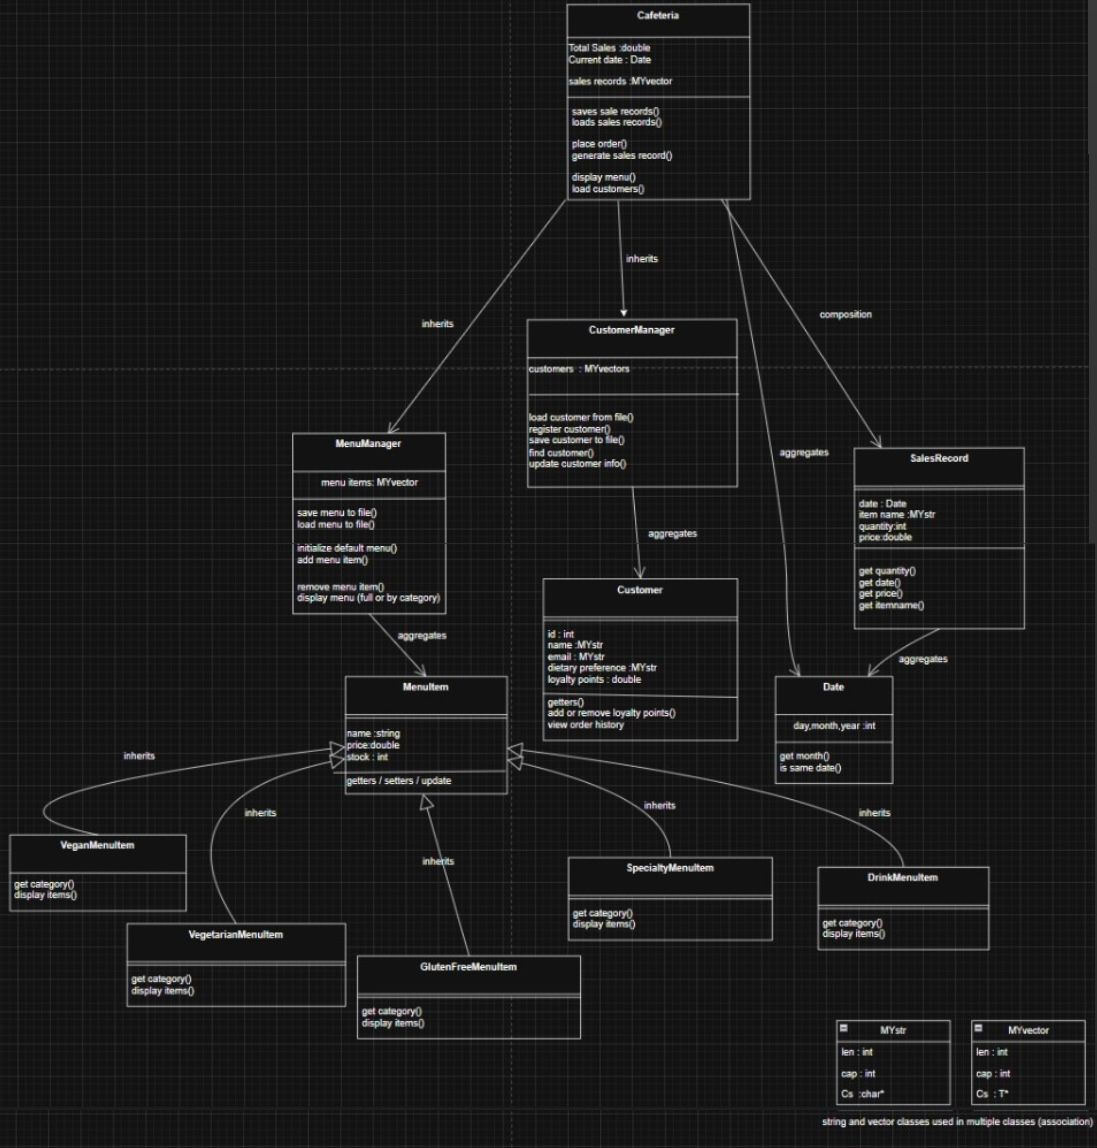 Cafeteria
Total Sales :double
Current date : Date
sales records :MYvector
saves sale records()
loads sales records()
place order()
generate sales record()
display menu()
load customers()
inherits
inherits
composition
aggregates
CustomerManager
customers : MYvectors
load customer from file()
register customer()
save customer to file()
find customer()
update customer info()
MenuManager
menu items: MYvector
save menu to file()
load menu to file()
initialize default menu()
add menu item()
remove menu item()
display menu (full or by category)
SalesRecord
date : Date
item name :MYstr
quantity:int
price:double
get quantity()
get date()
get price()
get itemname()
aggregates
aggregates
aggregates
Customer
id : int
name :MYstr
email : MYstr
dietary preference :MYstr
loyalty points : double
getters()
add or remove loyalty points()
view order history
MenuItem
name :string
price:double
stock : int
getters / setters / update
Date
day,month,year :int
get month()
is same date()
inherits
inherits
inherits
inherits
inherits
VeganMenuItem
get category()
display items()
VegetarianMenuItem
get category()
display items()
GlutenFreeMenuItem
get category()
display items()
SpecialtyMenuItem
get category()
display items()
DrinkMenuItem
get category()
display items()
MYstr
len : int
cap : int
Cs :char*
MYvector
len : int
cap : int
Cs : T*
string and vector classes used in multiple classes (association)